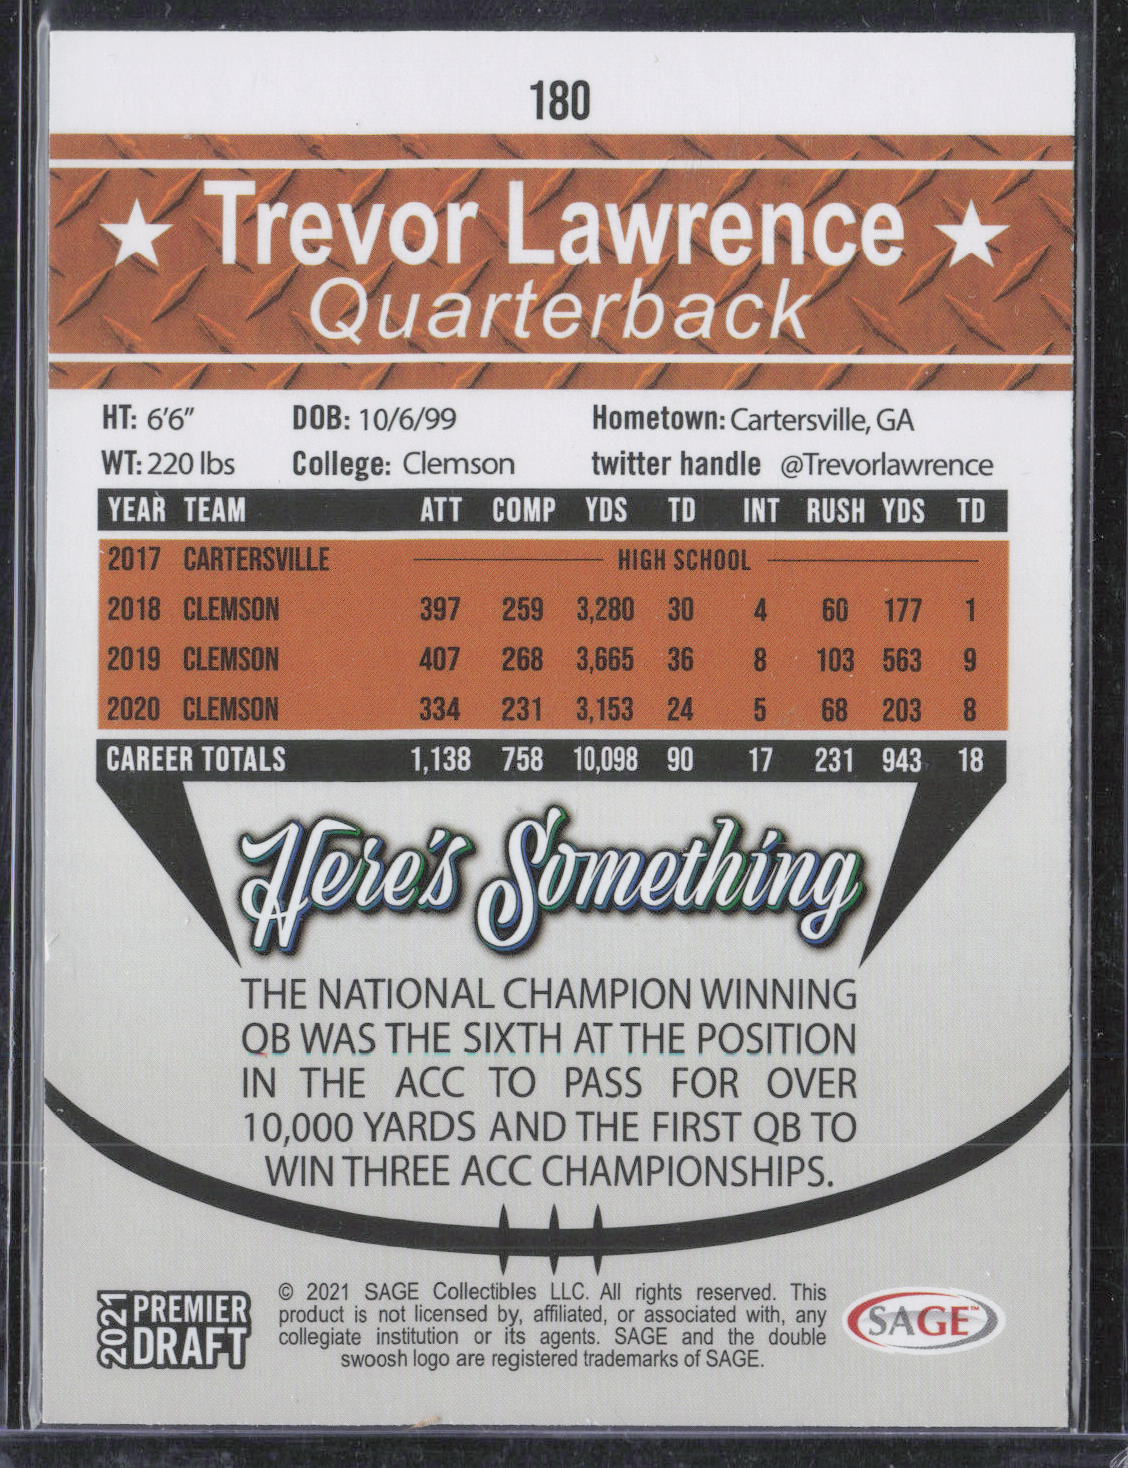 180
★ Trevor Lawrence ★
Quarterback
HT: 6'6" DOB: 10/6/99 Hometown: Cartersville, GA
WT: 220 lbs College: Clemson twitter handle @Trevorlawrence
YEAR TEAM ATT COMP YDS TD INT RUSH YDS TD
2017 CARTERSVILLE HIGH SCHOOL
2018 CLEMSON 397 259 3,280 30 4 60 177 1
2019 CLEMSON 407 268 3,665 36 8 103 563 9
2020 CLEMSON 334 231 3,153 24 5 68 203 8
CAREER TOTALS 1,138 758 10,098 90 17 231 943 18
Here's Something
THE NATIONAL CHAMPION WINNING
QB WAS THE SIXTH AT THE POSITION
IN THE ACC TO PASS FOR OVER
10,000 YARDS AND THE FIRST QB TO
WIN THREE ACC CHAMPIONSHIPS.
2021 PREMIER
DRAFT
© 2021 SAGE Collectibles LLC. All rights reserved. This
product is not licensed by, affiliated, or associated with, any
collegiate institution or its agents. SAGE and the double
swoosh logo are registered trademarks of SAGE.
SAGE™